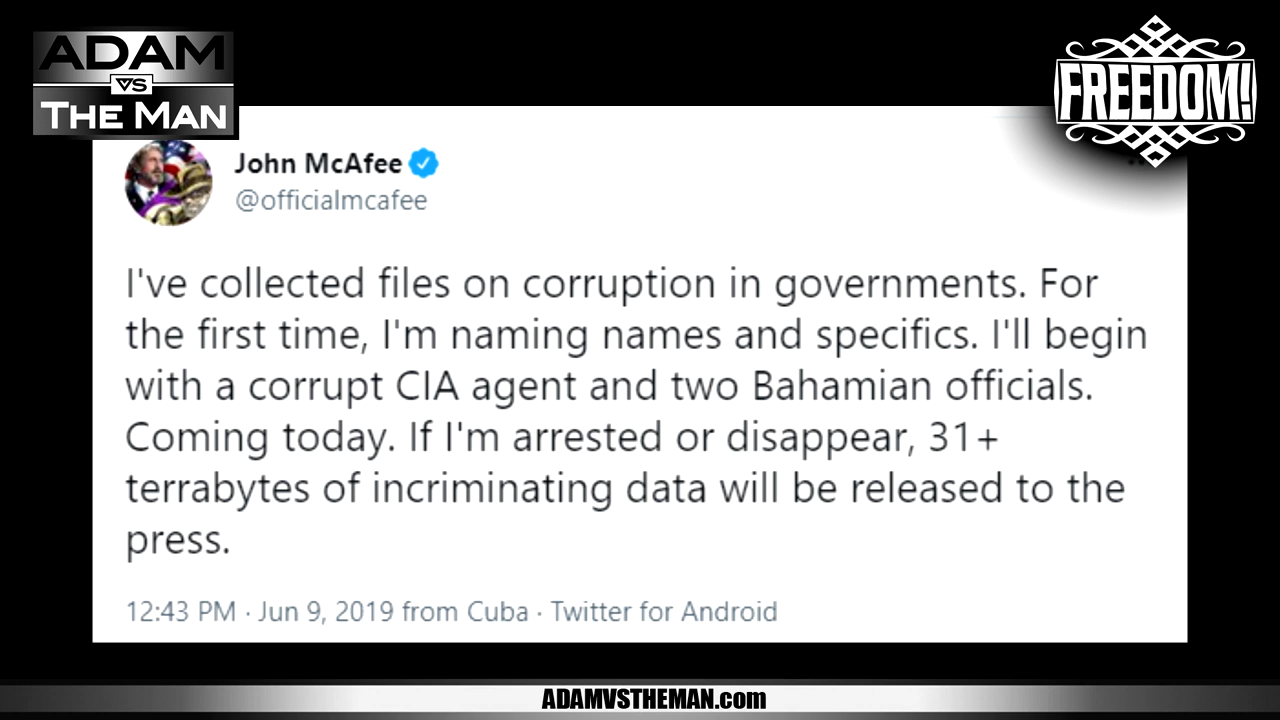 ADAM
VS
THE MAN
FREEDOM!
John McAfee
@officialmcafee
I've collected files on corruption in governments. For
the first time, I'm naming names and specifics. I'll begin
with a corrupt CIA agent and two Bahamian officials.
Coming today. If I'm arrested or disappear, 31+
terrabytes of incriminating data will be released to the
press.
12:43 PM · Jun 9, 2019 from Cuba · Twitter for Android
ADAMVSTHEMAN.com